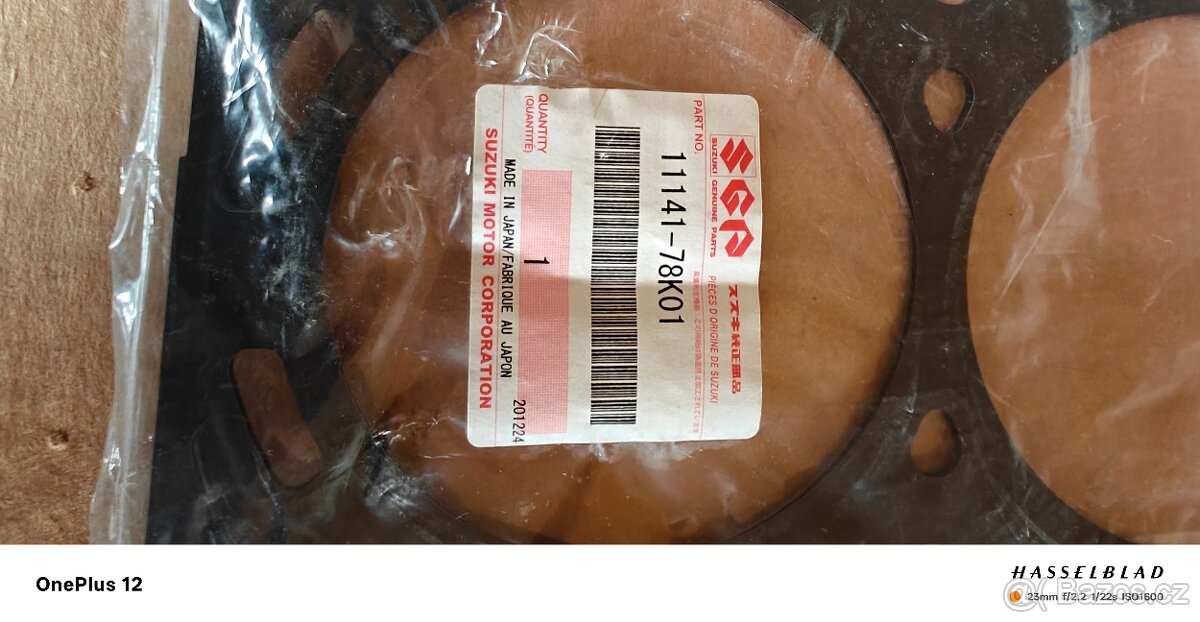 SGP
SUZUKI GENUINE PARTS
スズキ純正部品
PIÈCES D'ORIGINE DE SUZUKI
PART NO.
11141-78K01
QUANTITY
(QUANTITÉ)
1
MADE IN JAPAN/FABRIQUE AU JAPON
201224
SUZUKI MOTOR CORPORATION
OnePlus 12
HASSELBLAD
23mm f/2.2 1/22s ISO1600
Bazos.cz